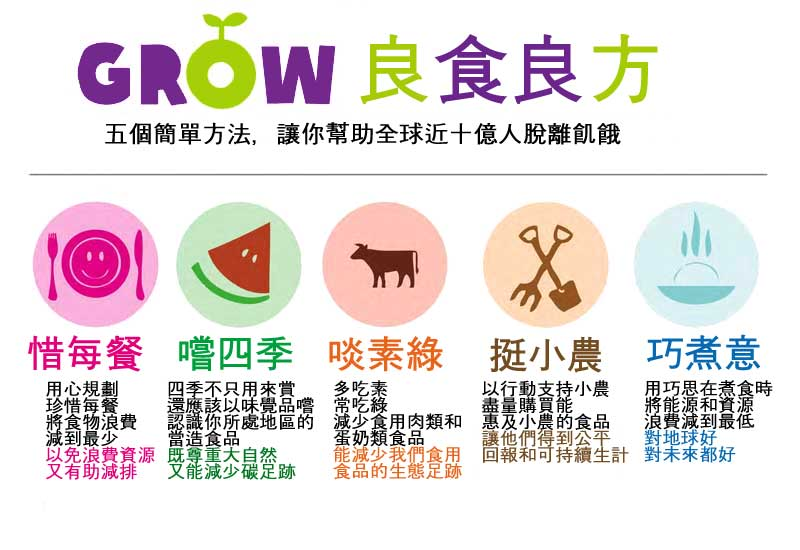 GROW 良食良方
五個簡單方法，讓你幫助全球近十億人脫離飢餓
惜每餐
用心規劃
珍惜每餐
將食物浪費
減到最少
以免浪費資源
又有助減排
嚐四季
四季不只用來賞
還應該以味覺品嚐
認識你所處地區的
當造食品
既尊重大自然
又能減少碳足跡
啖素綠
多吃素
常吃綠
減少食用肉類和
蛋奶類食品
能減少我們食用
食品的生態足跡
挺小農
以行動支持小農
盡量購買能
惠及小農的食品
讓他們得到公平
回報和可持續生計
巧煮意
用巧思在煮食時
將能源和資源
浪費減到最低
對地球好
對未來都好